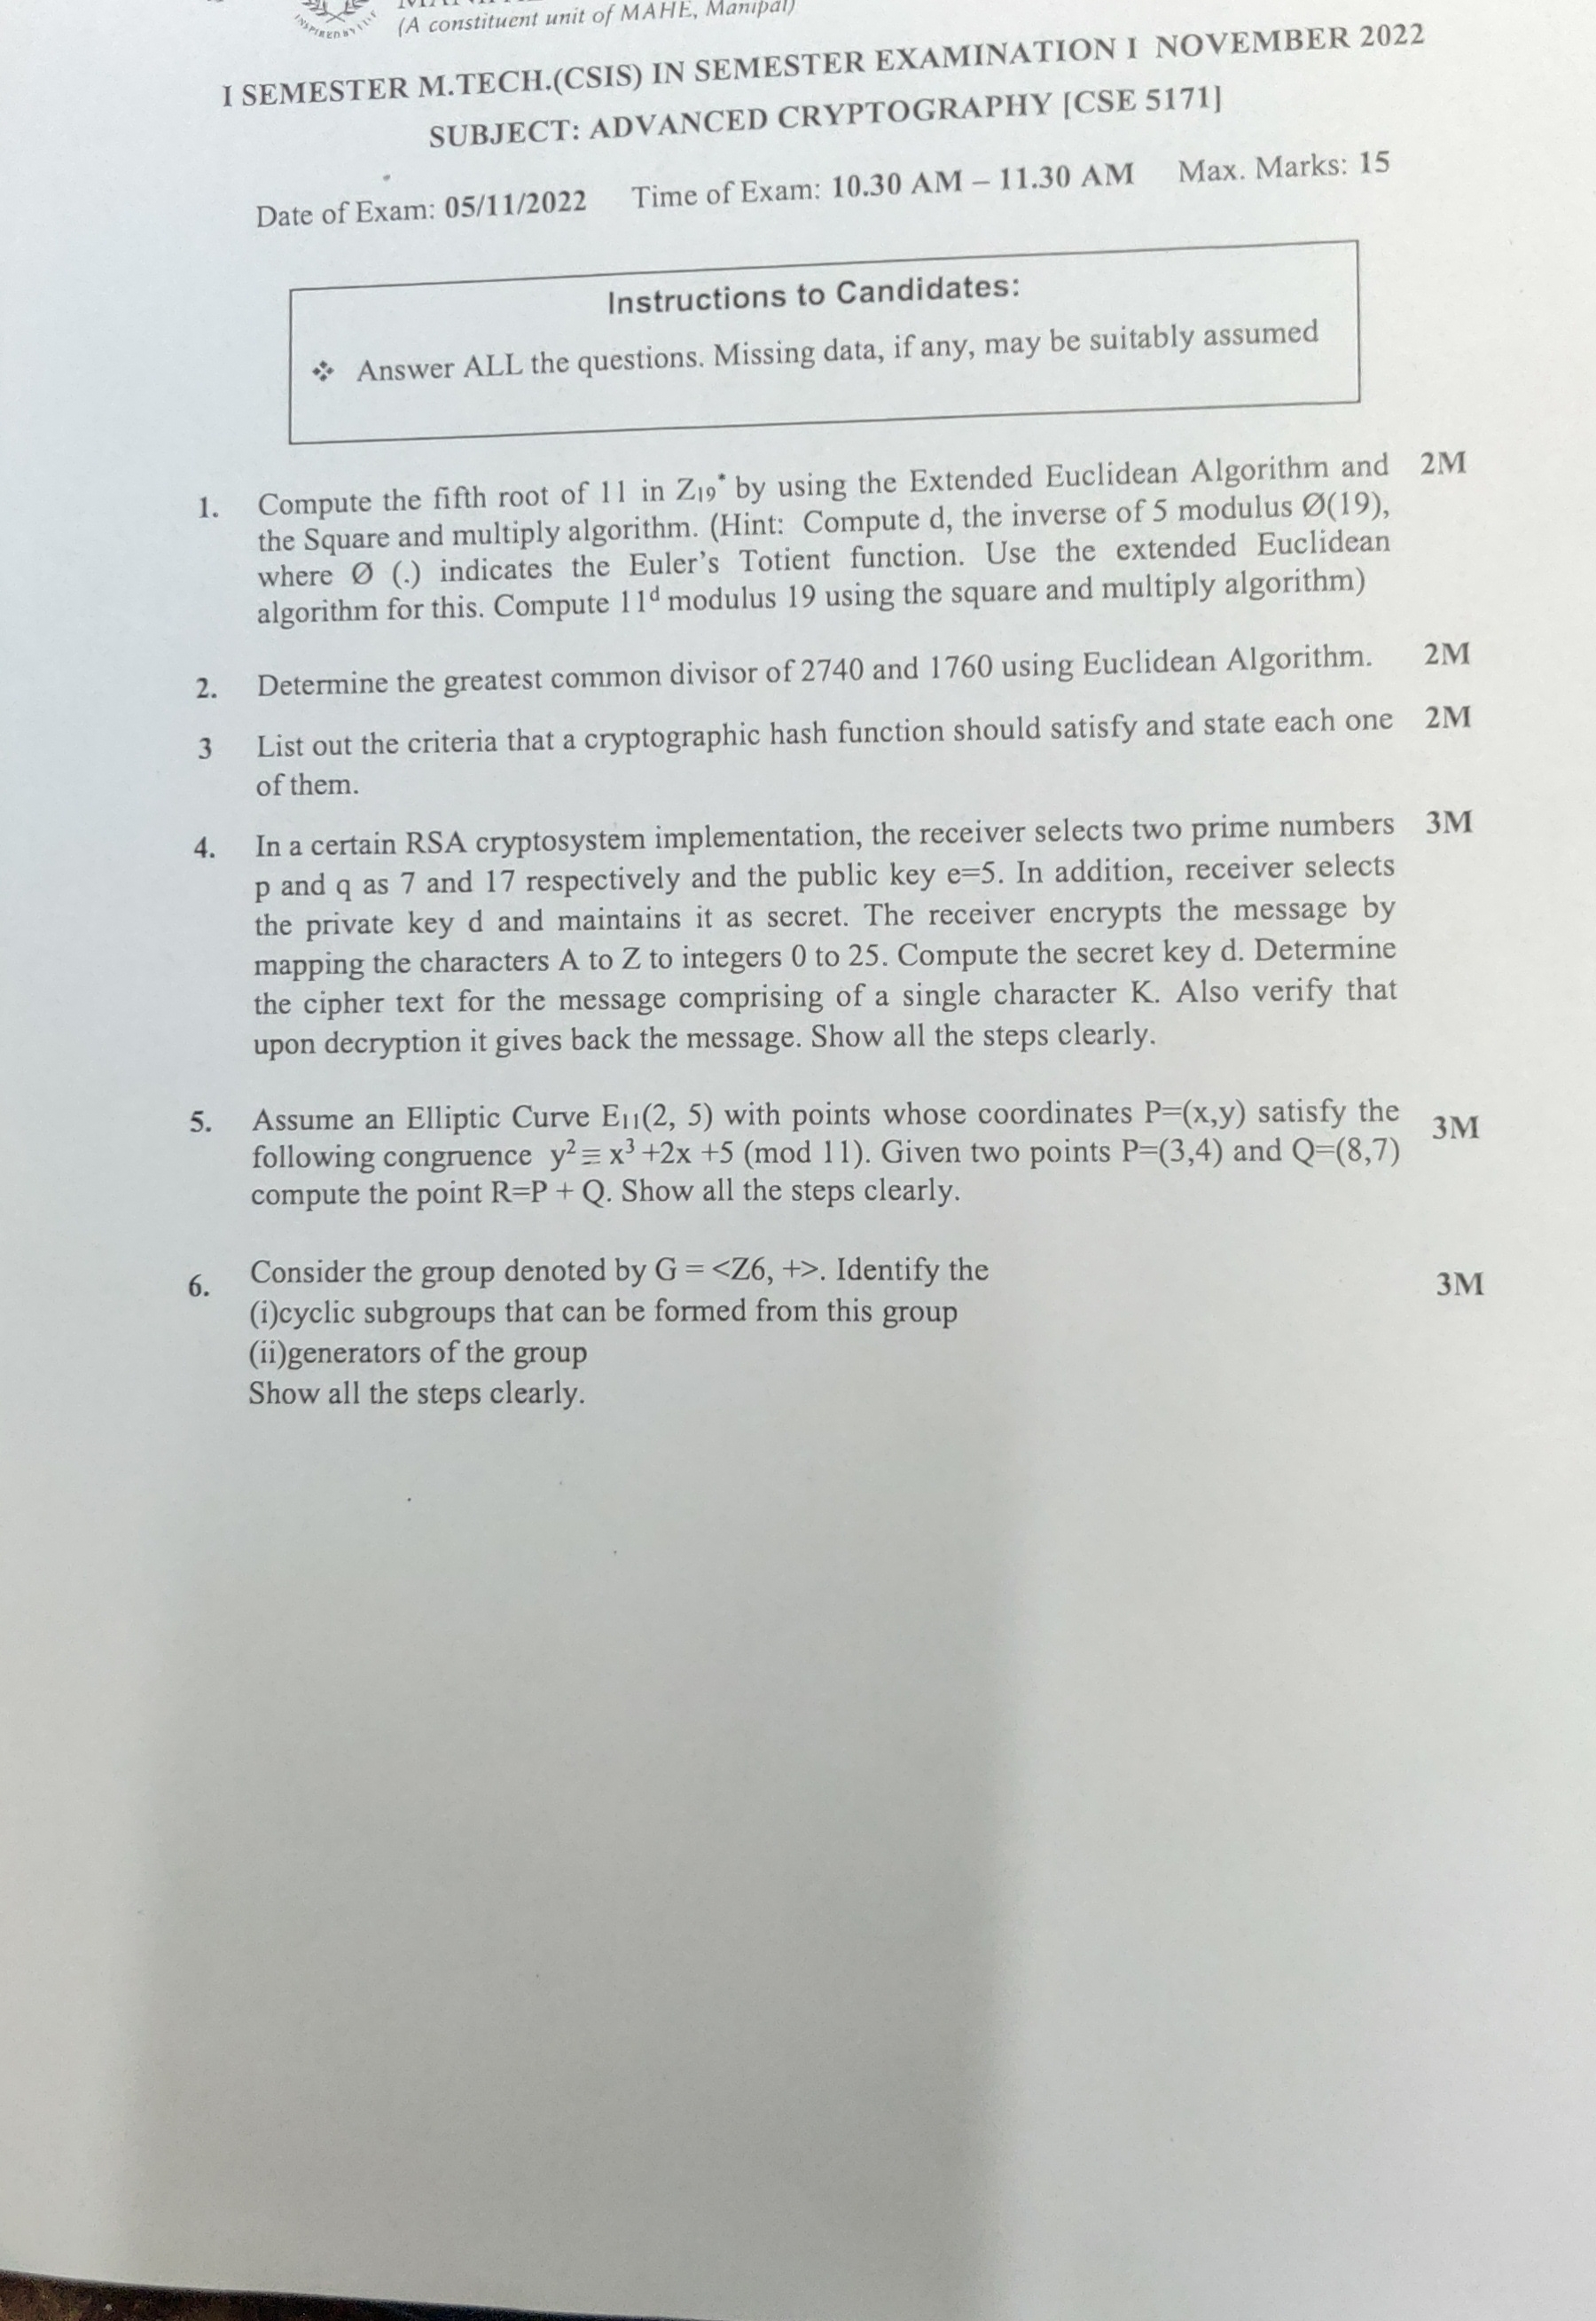 INSPIRED BY LIFE
(A constituent unit of MAHE, Manipal)
I SEMESTER M.TECH.(CSIS) IN SEMESTER EXAMINATION I NOVEMBER 2022
SUBJECT: ADVANCED CRYPTOGRAPHY [CSE 5171]
Date of Exam: 05/11/2022 Time of Exam: 10.30 AM – 11.30 AM Max. Marks: 15
Instructions to Candidates:
❖ Answer ALL the questions. Missing data, if any, may be suitably assumed
1. Compute the fifth root of 11 in Z₁₉* by using the Extended Euclidean Algorithm and 2M
the Square and multiply algorithm. (Hint: Compute d, the inverse of 5 modulus Ø(19),
where Ø (.) indicates the Euler's Totient function. Use the extended Euclidean
algorithm for this. Compute 11ᵈ modulus 19 using the square and multiply algorithm)
2. Determine the greatest common divisor of 2740 and 1760 using Euclidean Algorithm. 2M
3 List out the criteria that a cryptographic hash function should satisfy and state each one 2M
of them.
4. In a certain RSA cryptosystem implementation, the receiver selects two prime numbers 3M
p and q as 7 and 17 respectively and the public key e=5. In addition, receiver selects
the private key d and maintains it as secret. The receiver encrypts the message by
mapping the characters A to Z to integers 0 to 25. Compute the secret key d. Determine
the cipher text for the message comprising of a single character K. Also verify that
upon decryption it gives back the message. Show all the steps clearly.
5. Assume an Elliptic Curve E₁₁(2, 5) with points whose coordinates P=(x,y) satisfy the 3M
following congruence y² ≡ x³ +2x +5 (mod 11). Given two points P=(3,4) and Q=(8,7)
compute the point R=P + Q. Show all the steps clearly.
6. Consider the group denoted by G = <Z6, +>. Identify the 3M
(i)cyclic subgroups that can be formed from this group
(ii)generators of the group
Show all the steps clearly.